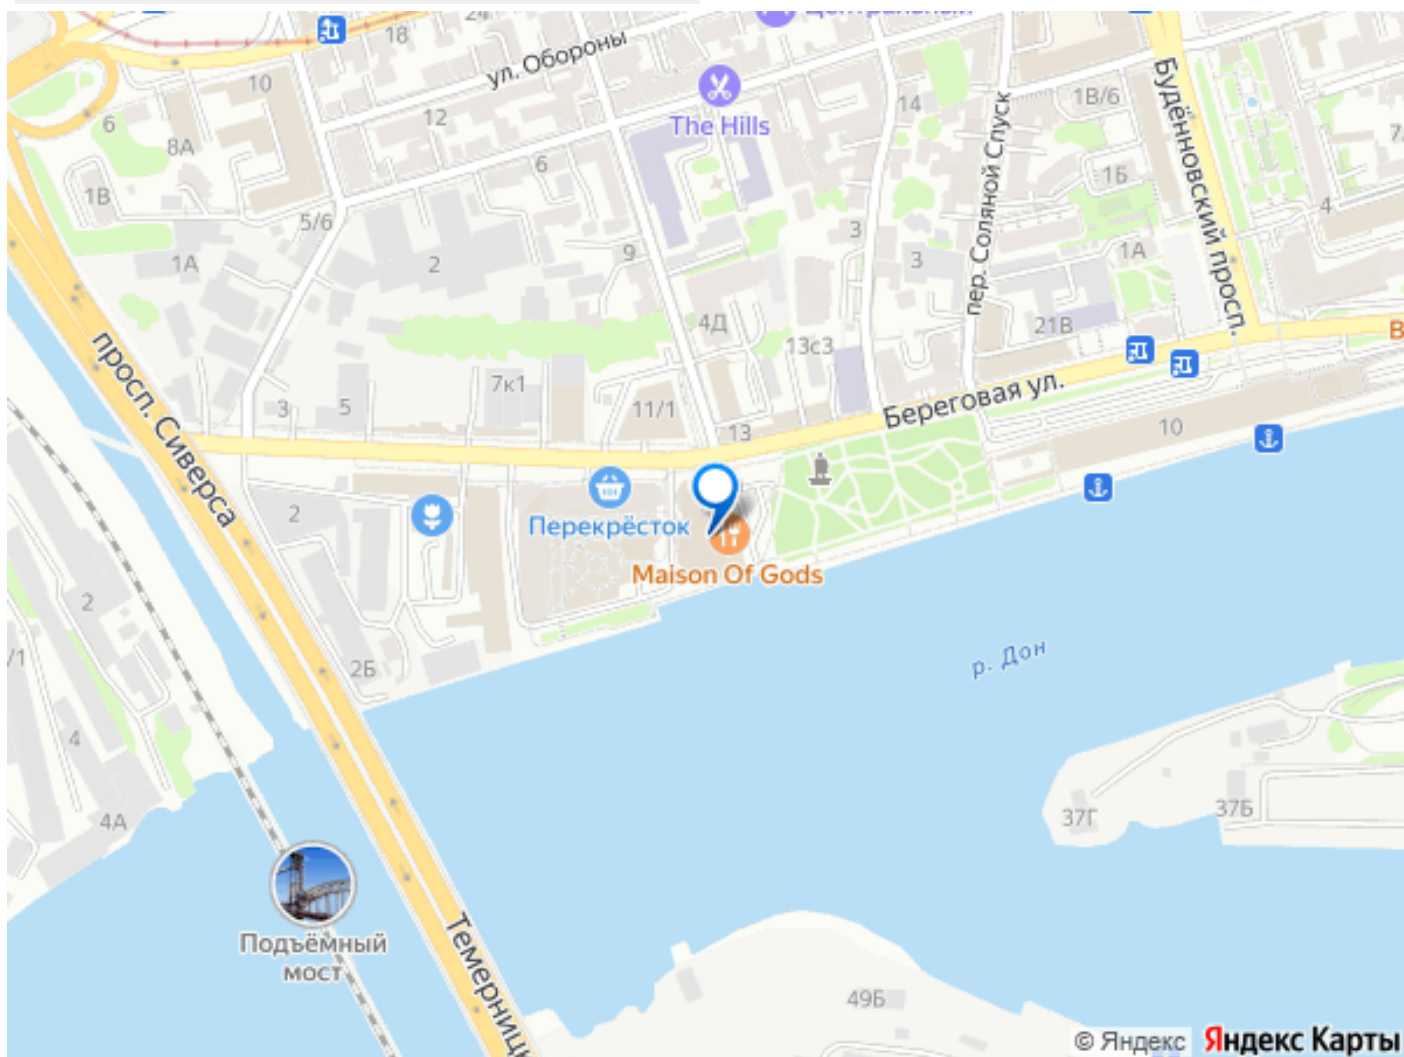 24
18
ул. Обороны
10
12
The Hills
14
1В/6
Будённовский просп.
6
8А
6
пер. Соляной Спуск
1Б
1В
5/6
4
3
1А
2
9
3
1А
4Д
21В
13с3
просп. Сиверса
7к1
3
5
11/1
13
Береговая ул.
10
2
Перекрёсток
Maison Of Gods
2
2Б
р. Дон
4
4А
37Г
37Б
Подъёмный
мост
Темерницк
49Б
© Яндекс
Яндекс Карты